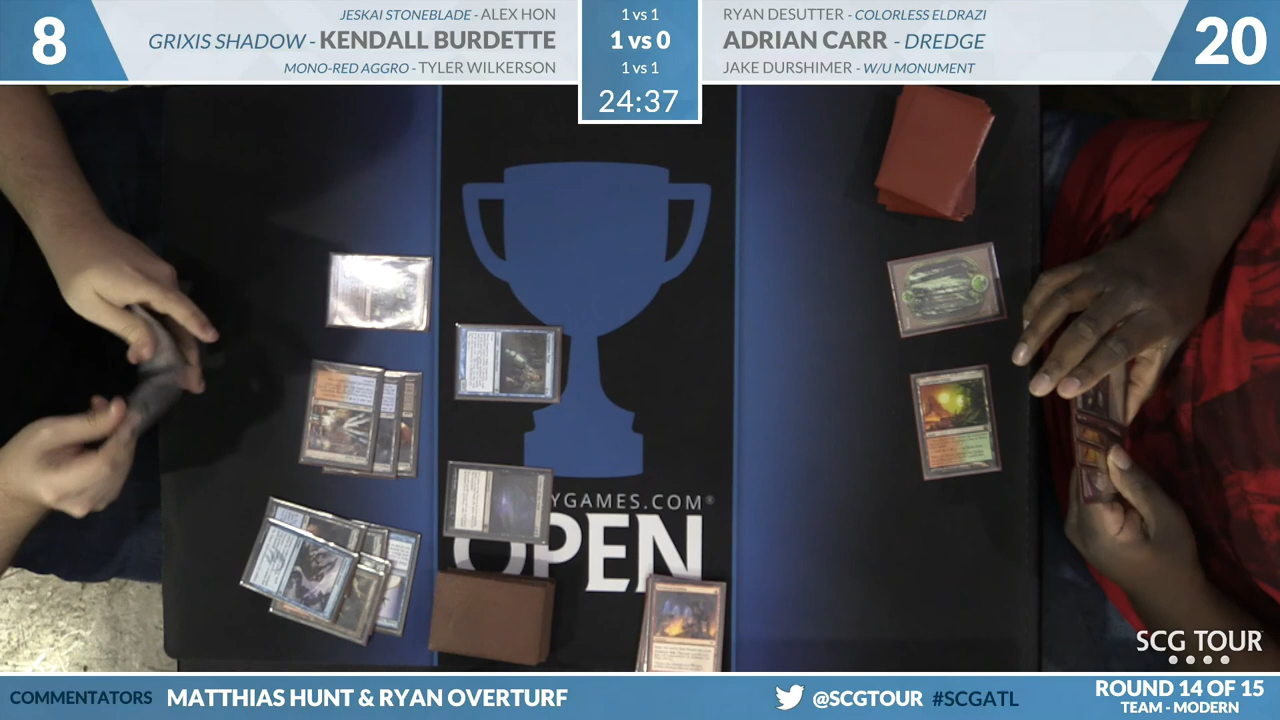 8
JESKAI STONEBLADE - ALEX HON
GRIXIS SHADOW - KENDALL BURDETTE
MONO-RED AGGRO - TYLER WILKERSON
1 vs 1
1 vs 0
1 vs 1
24:37
RYAN DESUTTER - COLORLESS ELDRAZI
ADRIAN CARR - DREDGE
JAKE DURSHIMER - W/U MONUMENT
20
YGAMES.COM®
OPEN
SCG TOUR
COMMENTATORS MATTHIAS HUNT & RYAN OVERTURF
@SCGTOUR #SCGATL
ROUND 14 OF 15
TEAM - MODERN